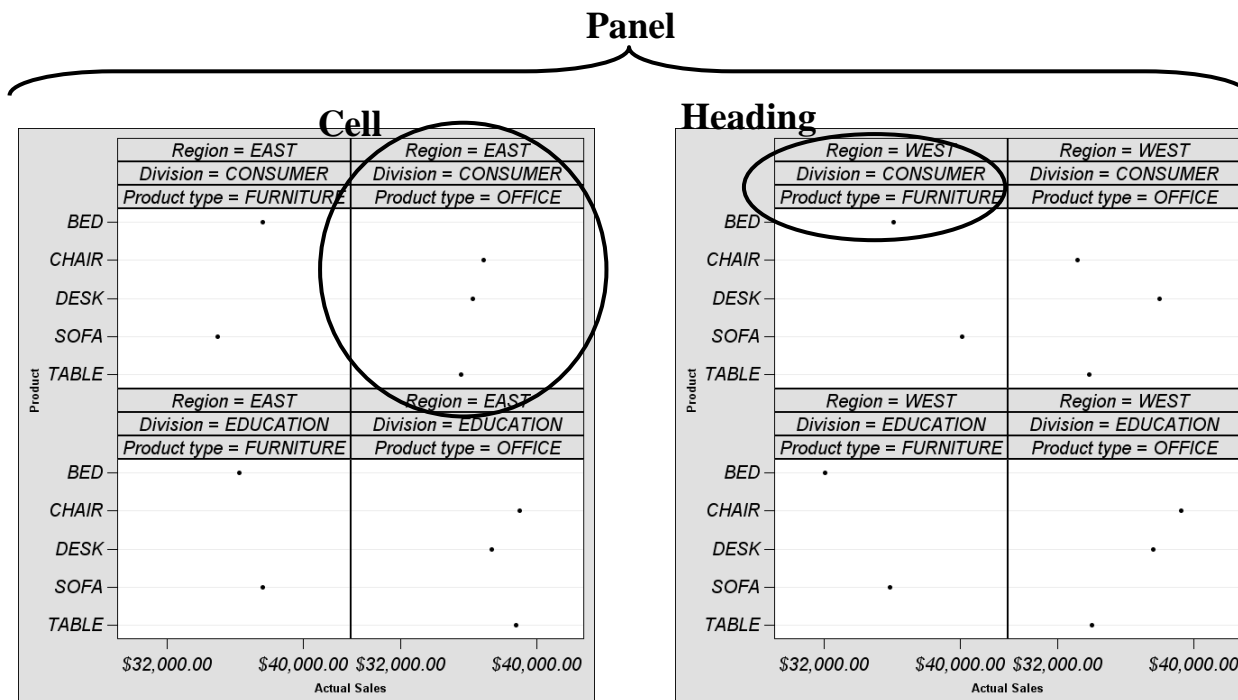 Panel
Cell
Heading
Region = EAST
Region = EAST
Division = CONSUMER
Division = CONSUMER
Product type = FURNITURE
Product type = OFFICE
BED
CHAIR
DESK
SOFA
TABLE
Product
Region = EAST
Region = EAST
Division = EDUCATION
Division = EDUCATION
Product type = FURNITURE
Product type = OFFICE
BED
CHAIR
DESK
SOFA
TABLE
$32,000.00 $40,000.00 $32,000.00 $40,000.00
Actual Sales
Region = WEST
Region = WEST
Division = CONSUMER
Division = CONSUMER
Product type = FURNITURE
Product type = OFFICE
BED
CHAIR
DESK
SOFA
TABLE
Product
Region = WEST
Region = WEST
Division = EDUCATION
Division = EDUCATION
Product type = FURNITURE
Product type = OFFICE
BED
CHAIR
DESK
SOFA
TABLE
$32,000.00 $40,000.00 $32,000.00 $40,000.00
Actual Sales